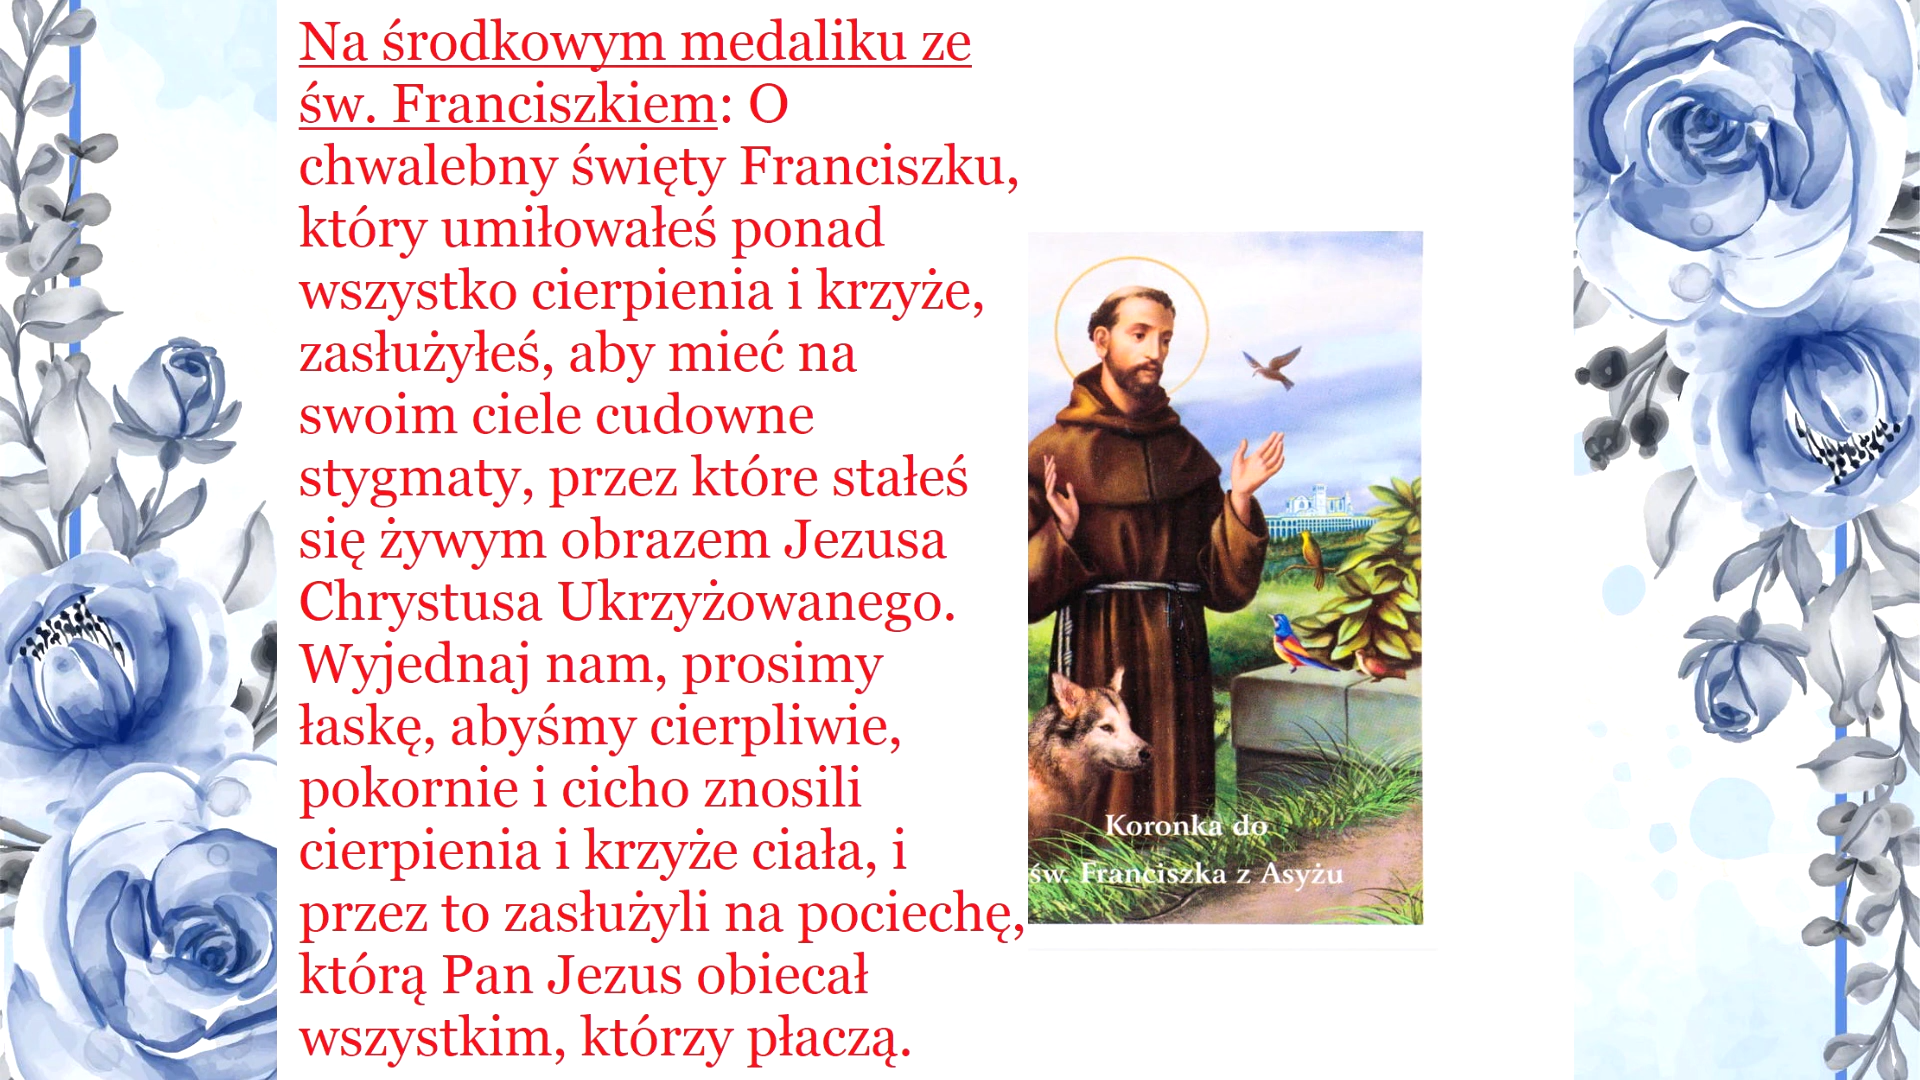 Na środkowym medaliku ze
św. Franciszkiem: O
chwalebny święty Franciszku,
który umiłowałeś ponad
wszystko cierpienia i krzyże,
zasłużyłeś, aby mieć na
swoim ciele cudowne
stygmaty, przez które stałeś
się żywym obrazem Jezusa
Chrystusa Ukrzyżowanego.
Wyjednaj nam, prosimy
łaskę, abyśmy cierpliwie,
pokornie i cicho znosili
cierpienia i krzyże ciała, i
przez to zasłużyli na pociechę,
którą Pan Jezus obiecał
wszystkim, którzy płaczą.
Koronka do
św. Franciszka z Asyżu